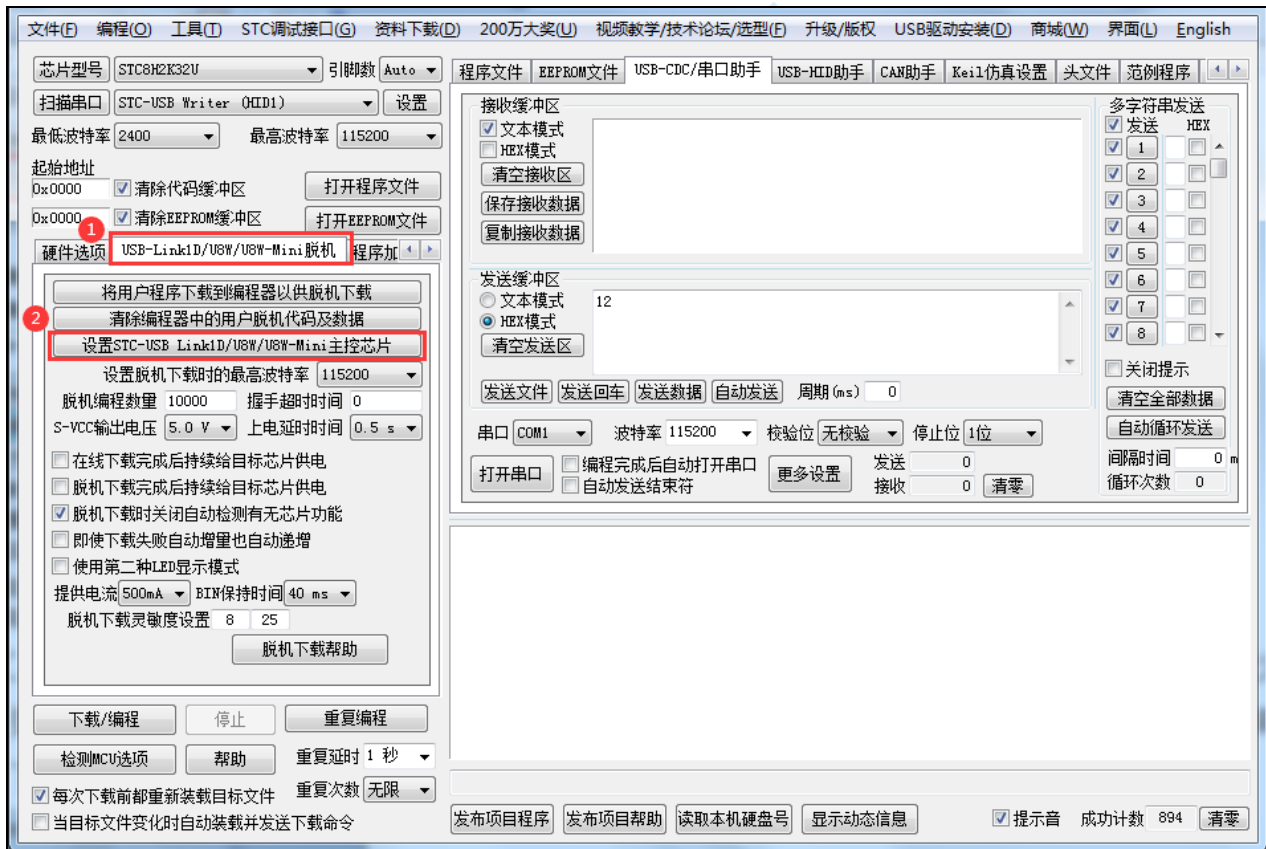 文件(F) 编程(O) 工具(T) STC调试接口(G) 资料下载(D) 200万大奖(U) 视频教学/技术论坛/选型(F) 升级/版权 USB驱动安装(D) 商城(W) 界面(L) English
芯片型号 STC8H2K32U 引脚数 Auto
扫描串口 STC-USB Writer (HID1) 设置
最低波特率 2400 最高波特率 115200
起始地址
0x0000 清除代码缓冲区 打开程序文件
0x0000 清除EEPROM缓冲区 打开EEPROM文件
1
硬件选项 USB-Link1D/U8W/U8W-Mini脱机 程序加
将用户程序下载到编程器以供脱机下载
2 清除编程器中的用户脱机代码及数据
设置STC-USB Link1D/U8W/U8W-Mini主控芯片
设置脱机下载时的最高波特率 115200
脱机编程数量 10000 握手超时时间 0
S-VCC输出电压 5.0 V 上电延时时间 0.5 s
在线下载完成后持续给目标芯片供电
脱机下载完成后持续给目标芯片供电
脱机下载时关闭自动检测有无芯片功能
即使下载失败自动增量也自动递增
使用第二种LED显示模式
提供电流 500mA BIN保持时间 40 ms
脱机下载灵敏度设置 8 25
脱机下载帮助
下载/编程 停止 重复编程
检测MCU选项 帮助 重复延时 1 秒
每次下载前都重新装载目标文件 重复次数 无限
当目标文件变化时自动装载并发送下载命令
程序文件 EEPROM文件 USB-CDC/串口助手 USB-HID助手 CAN助手 Keil仿真设置 头文件 范例程序
接收缓冲区
文本模式
HEX模式
清空接收区
保存接收数据
复制接收数据
发送缓冲区
文本模式 12
HEX模式
清空发送区
发送文件 发送回车 发送数据 自动发送 周期(ms) 0
串口 COM1 波特率 115200 校验位 无校验 停止位 1位
打开串口 编程完成后自动打开串口 更多设置 发送 0
自动发送结束符 接收 0 清零
多字符串发送
发送 HEX
1
2
3
4
5
6
7
8
关闭提示
清空全部数据
自动循环发送
间隔时间 0 m
循环次数 0
发布项目程序 发布项目帮助 读取本机硬盘号 显示动态信息 提示音 成功计数 894 清零